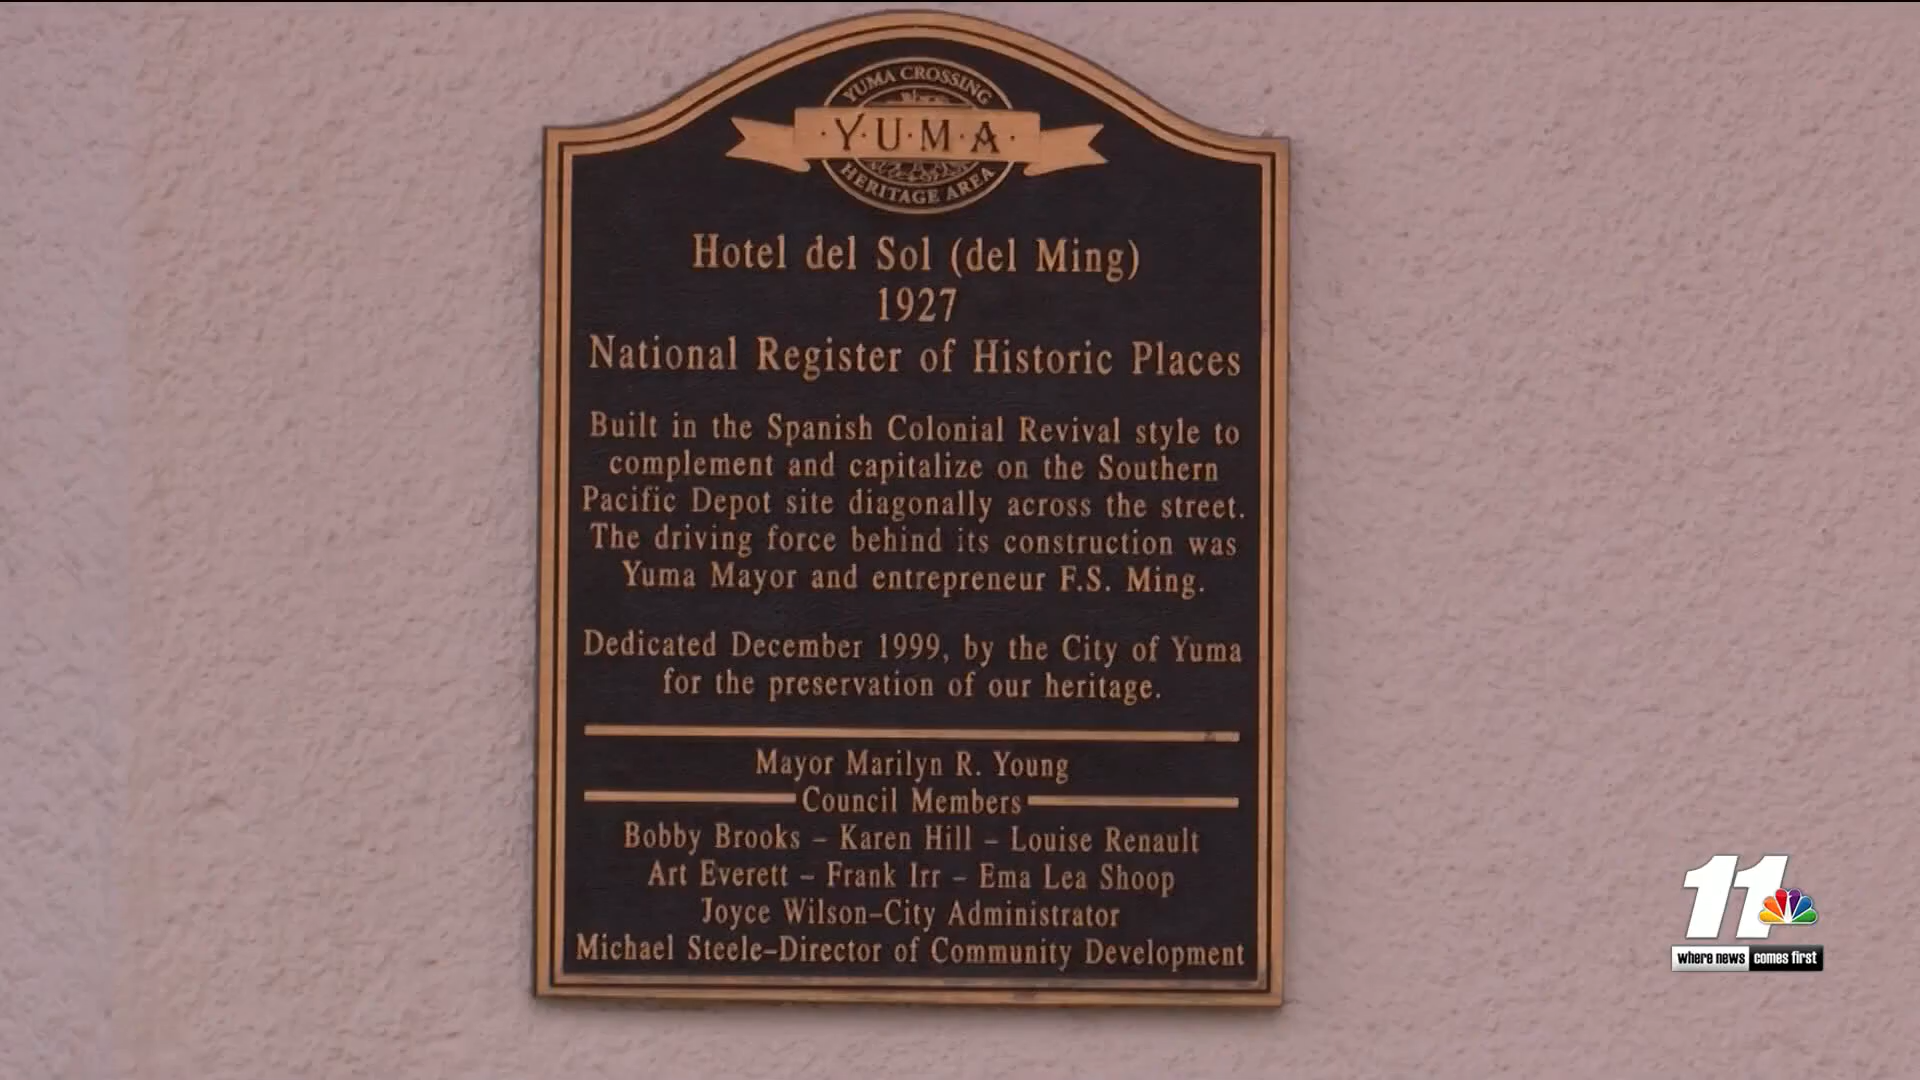 YUMA CROSSING
·Y·U·M·A·
HERITAGE AREA
Hotel del Sol (del Ming)
1927
National Register of Historic Places
Built in the Spanish Colonial Revival style to
complement and capitalize on the Southern
Pacific Depot site diagonally across the street.
The driving force behind its construction was
Yuma Mayor and entrepreneur F.S. Ming.
Dedicated December 1999, by the City of Yuma
for the preservation of our heritage.
Mayor Marilyn R. Young
Council Members
Bobby Brooks – Karen Hill – Louise Renault
Art Everett – Frank Irr – Ema Lea Shoop
Joyce Wilson–City Administrator
Michael Steele–Director of Community Development
11
where news comes first